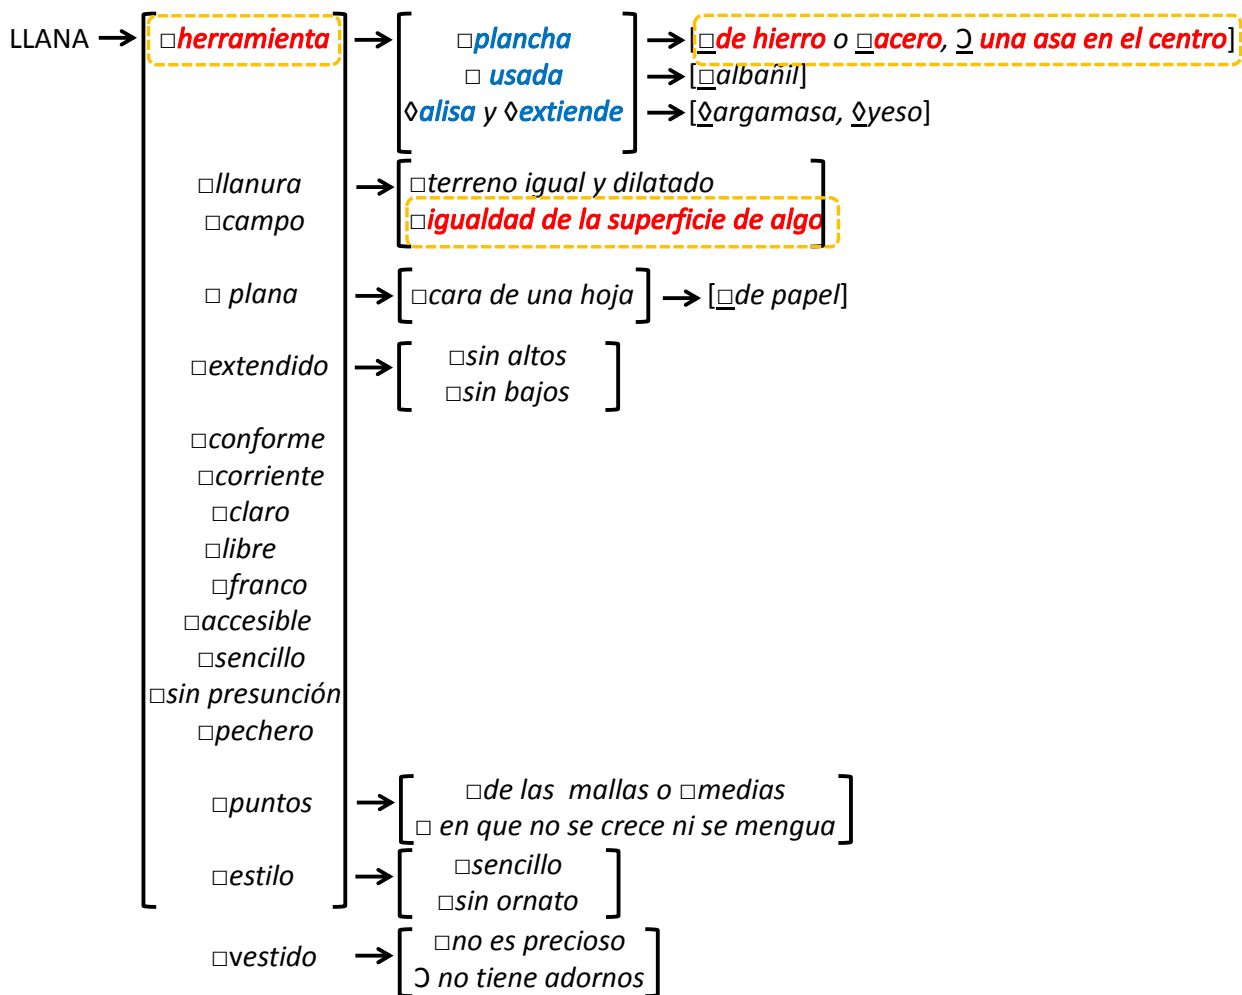 LLANA → [□herramienta → [□plancha → [□de hierro o □acero, Ɔ una asa en el centro]
□ usada → [□albañil]
◊alisa y ◊extiende → [◊argamasa, ◊yeso]
□llanura → [□terreno igual y dilatado
□campo □igualdad de la superficie de algo]
□ plana → [□cara de una hoja] → [□de papel]
□extendido → [□sin altos
□sin bajos]
□conforme
□corriente
□claro
□libre
□franco
□accesible
□sencillo
□sin presunción
□pechero
□puntos → [□de las mallas o □medias
□ en que no se crece ni se mengua]
□estilo → [□sencillo
□sin ornato]
□vestido → [□no es precioso
Ɔ no tiene adornos]